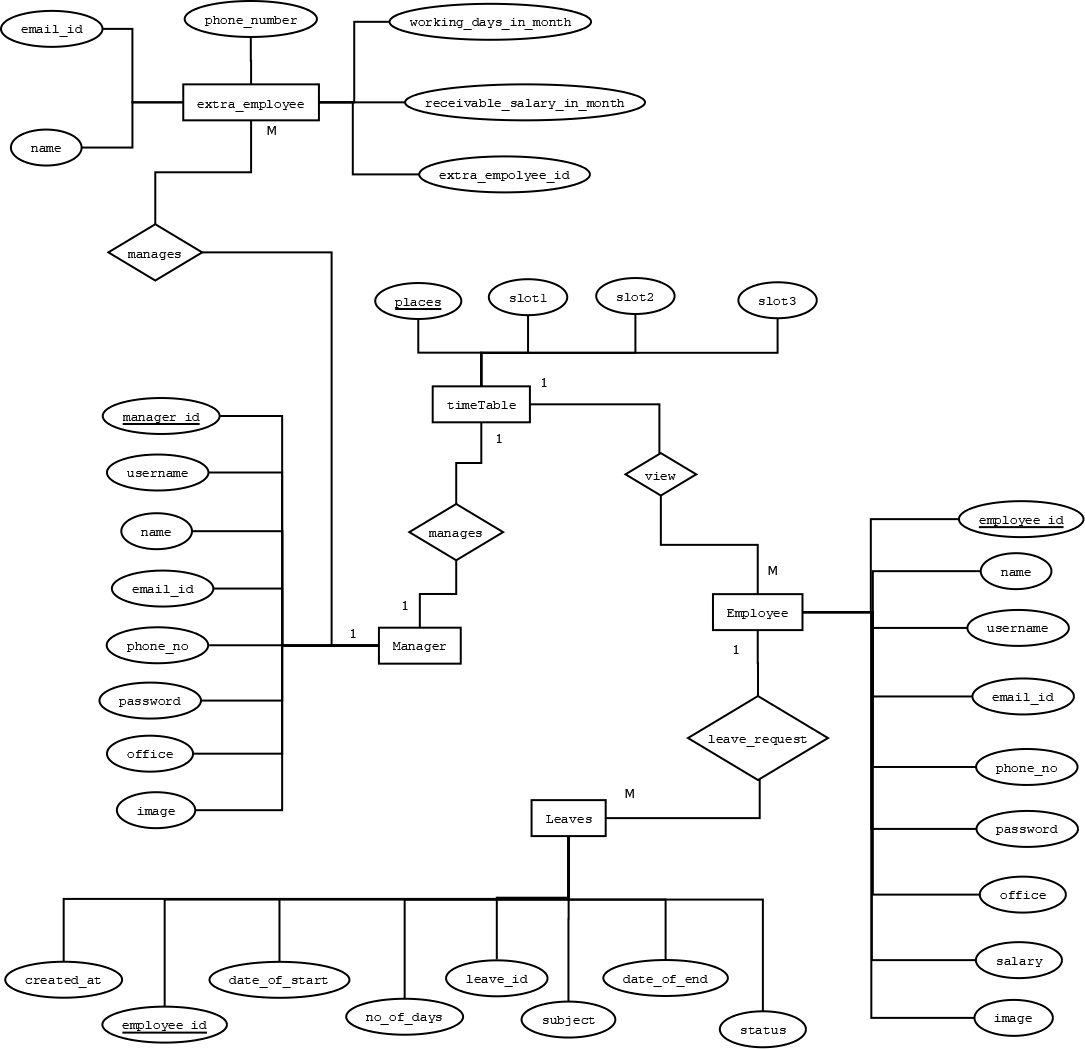 email_id
phone_number
working_days_in_month
extra_employee
receivable_salary_in_month
M
name
extra_empolyee_id
manages
places
slot1
slot2
slot3
1
timeTable
manager_id
1
username
view
name
manages
employee_id
name
email_id
M
1
Employee
username
phone_no
1
Manager
1
password
email_id
office
leave_request
phone_no
image
M
Leaves
password
office
salary
created_at
date_of_start
leave_id
date_of_end
employee_id
no_of_days
subject
status
image